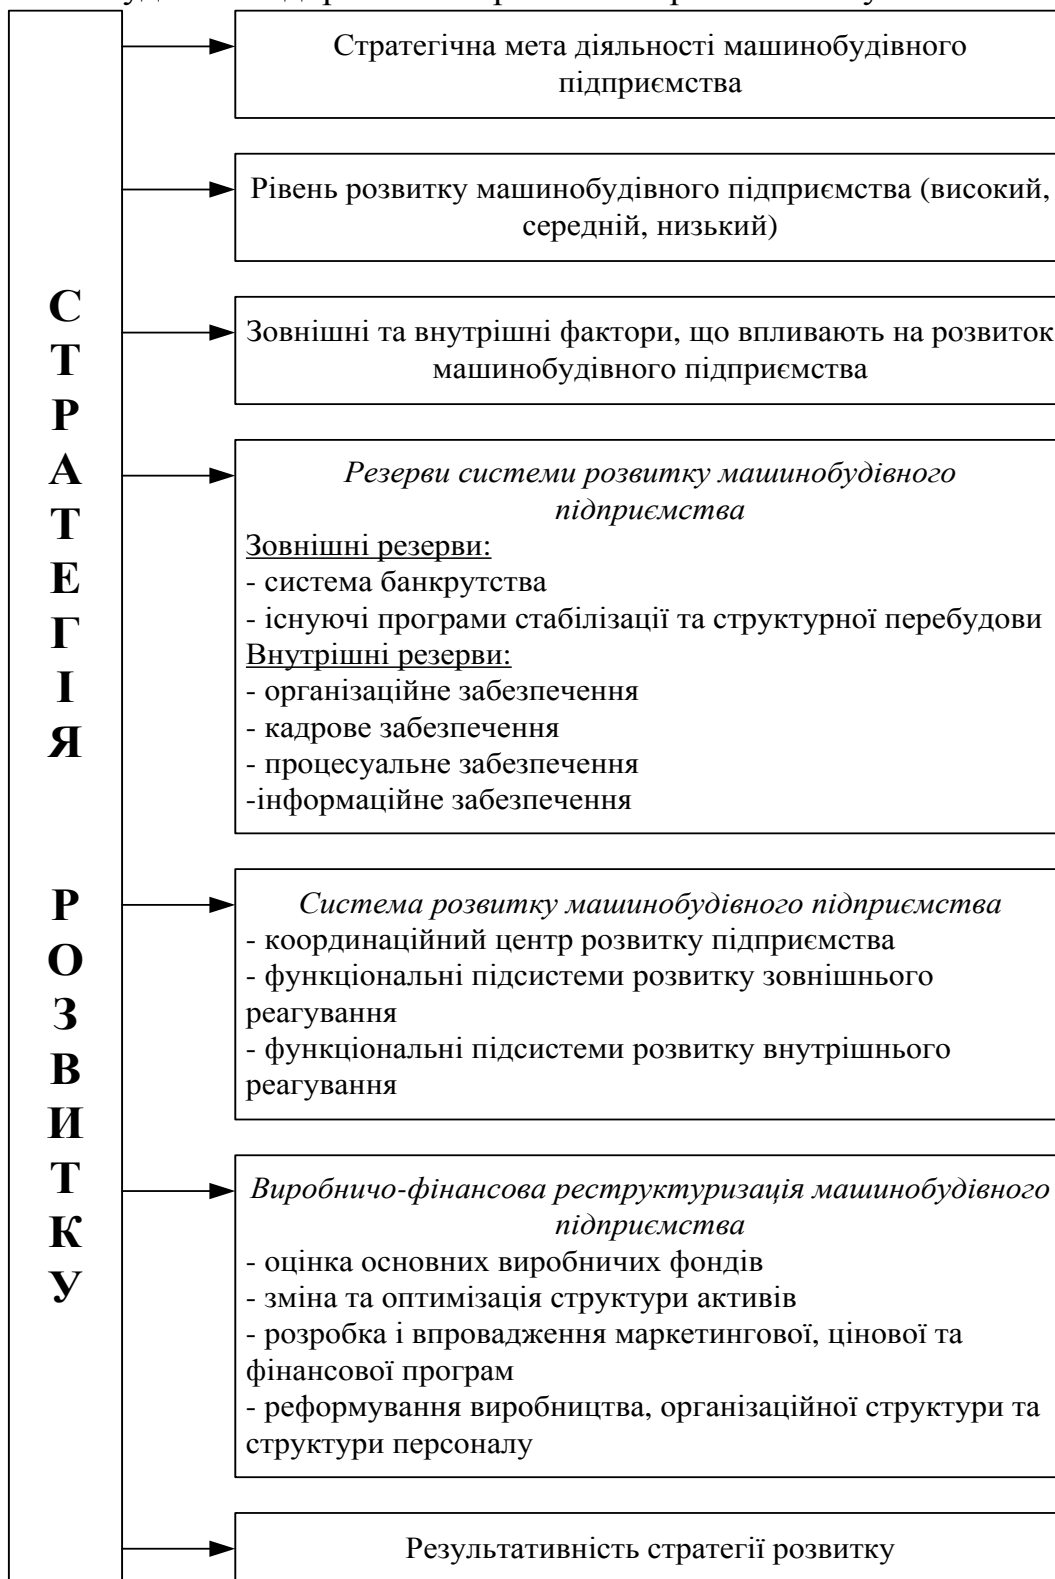 СТРАТЕГІЯ
РОЗВИТКУ
Стратегічна мета діяльності машинобудівного
підприємства
Рівень розвитку машинобудівного підприємства (високий,
середній, низький)
Зовнішні та внутрішні фактори, що впливають на розвиток
машинобудівного підприємства
Резерви системи розвитку машинобудівного
підприємства
Зовнішні резерви:
- система банкрутства
- існуючі програми стабілізації та структурної перебудови
Внутрішні резерви:
- організаційне забезпечення
- кадрове забезпечення
- процесуальне забезпечення
-інформаційне забезпечення
Система розвитку машинобудівного підприємства
- координаційний центр розвитку підприємства
- функціональні підсистеми розвитку зовнішнього
реагування
- функціональні підсистеми розвитку внутрішнього
реагування
Виробничо-фінансова реструктуризація машинобудівного
підприємства
- оцінка основних виробничих фондів
- зміна та оптимізація структури активів
- розробка і впровадження маркетингової, цінової та
фінансової програм
- реформування виробництва, організаційної структури та
структури персоналу
Результативність стратегії розвитку